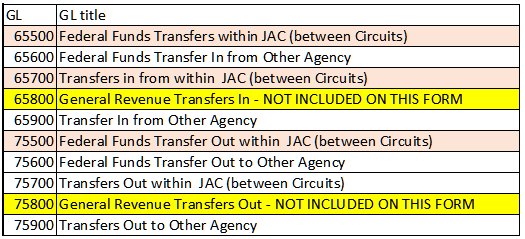 GL GL title
65500 Federal Funds Transfers within JAC (between Circuits)
65600 Federal Funds Transfer In from Other Agency
65700 Transfers in from within  JAC (between Circuits)
65800 General Revenue Transfers In - NOT INCLUDED ON THIS FORM
65900 Transfer In from Other Agency
75500 Federal Funds Transfer Out within  JAC (between Circuits)
75600 Federal Funds Transfer Out to Other Agency
75700 Transfers Out within  JAC (between Circuits)
75800 General Revenue Transfers Out - NOT INCLUDED ON THIS FORM
75900 Transfers Out to Other Agency